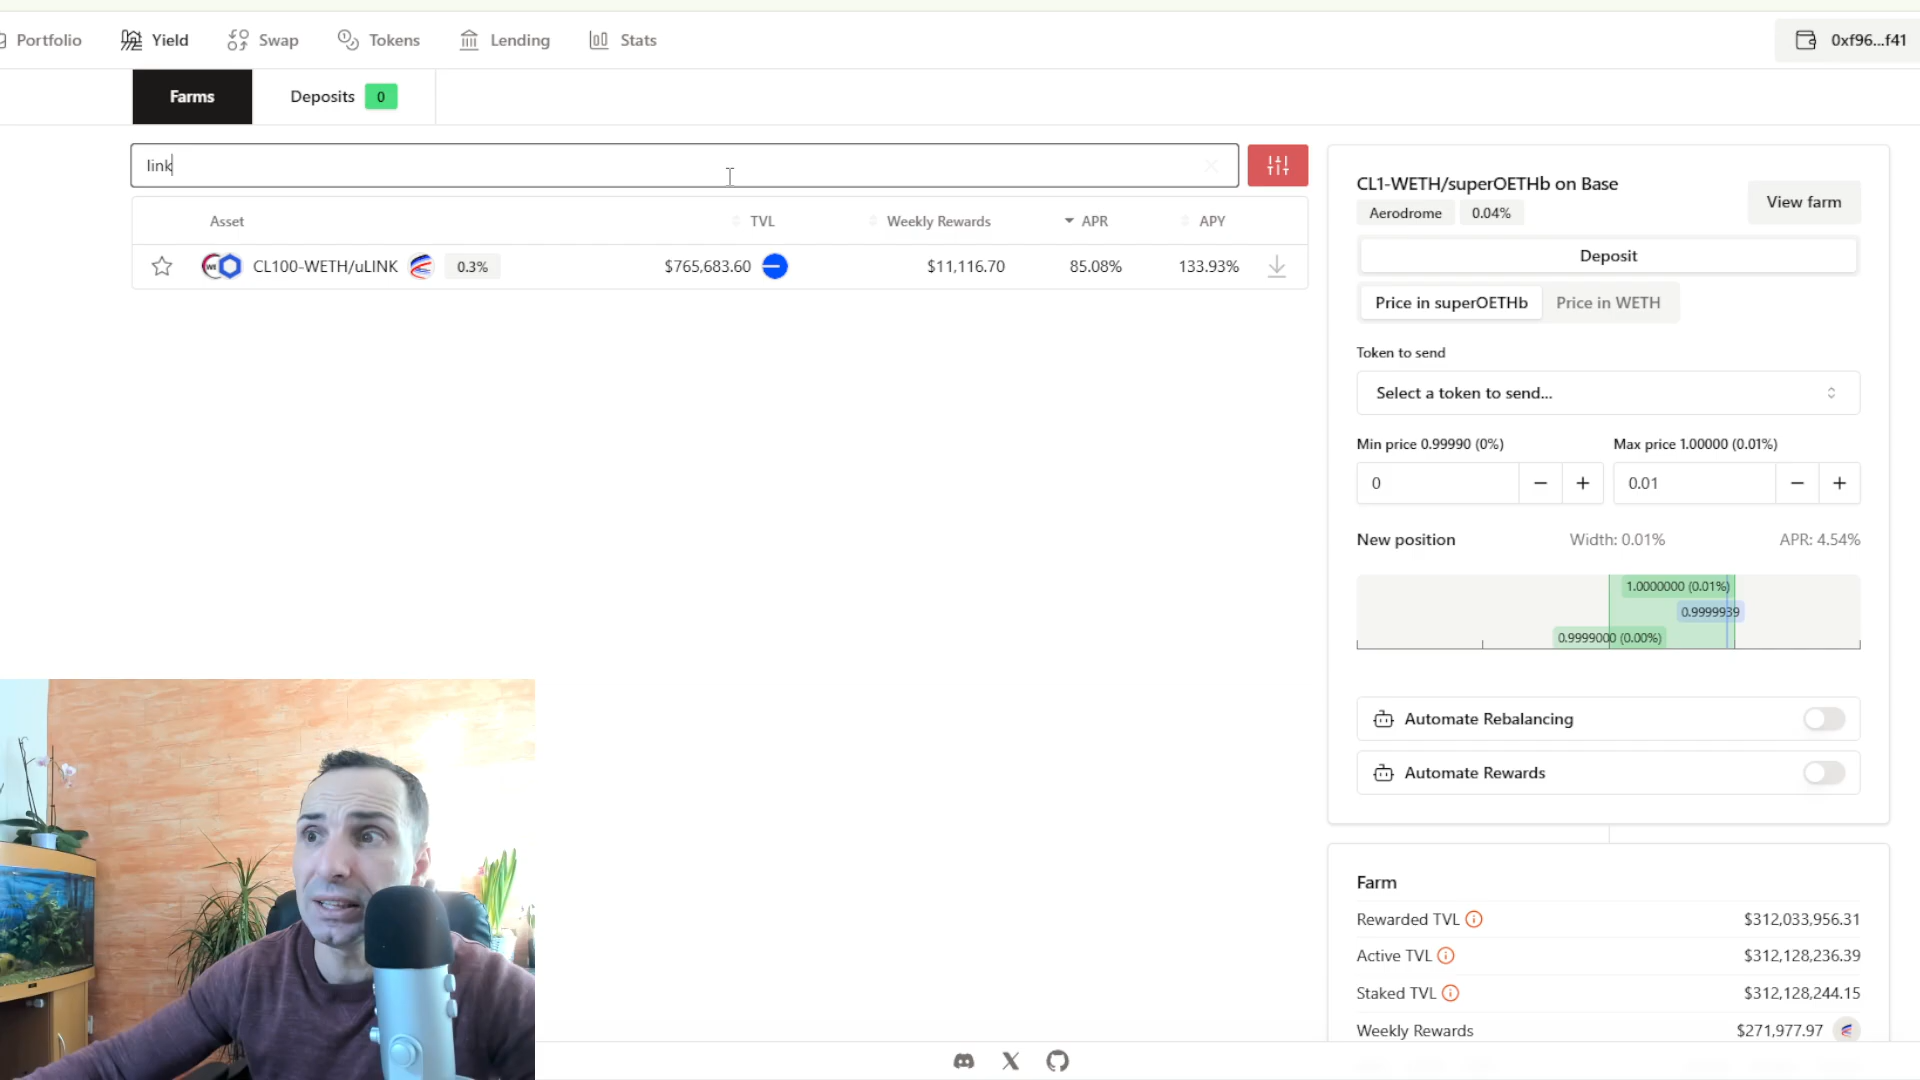 Portfolio Yield Swap Tokens Lending Stats 0xf96...f41
Farms Deposits 0
link
Asset TVL Weekly Rewards APR APY
CL100-WETH/uLINK 0.3% $765,683.60 $11,116.70 85.08% 133.93%
CL1-WETH/superOETHb on Base
Aerodrome 0.04%
View farm
Deposit
Price in superOETHb Price in WETH
Token to send
Select a token to send...
Min price 0.99990 (0%) Max price 1.00000 (0.01%)
0 0.01
New position Width: 0.01% APR: 4.54%
1.0000000 (0.01%)
0.9999939
0.9999000 (0.00%)
Automate Rebalancing
Automate Rewards
Farm
Rewarded TVL $312,033,956.31
Active TVL $312,128,236.39
Staked TVL $312,128,244.15
Weekly Rewards $271,977.97